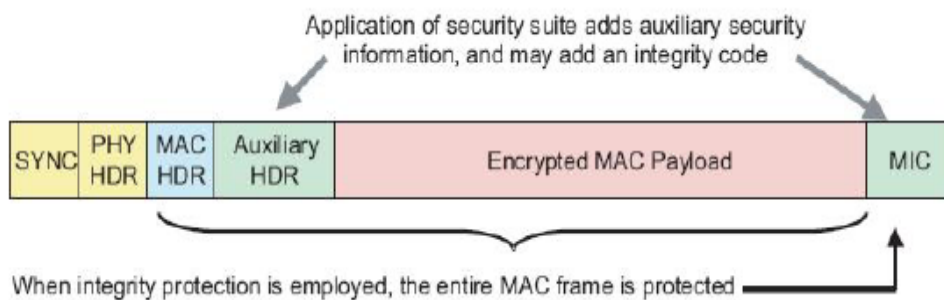 Application of security suite adds auxiliary security
information, and may add an integrity code
SYNC
PHY
HDR
MAC
HDR
Auxiliary
HDR
Encrypted MAC Payload
MIC
When integrity protection is employed, the entire MAC frame is protected